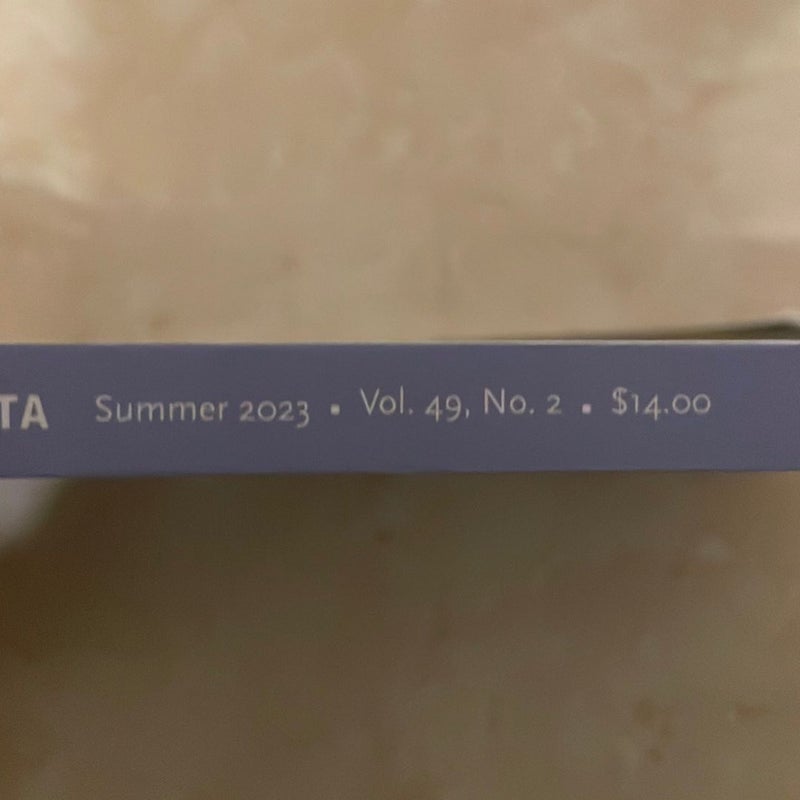 TA Summer 2023 ▪ Vol. 49, No. 2 ▪ $14.00